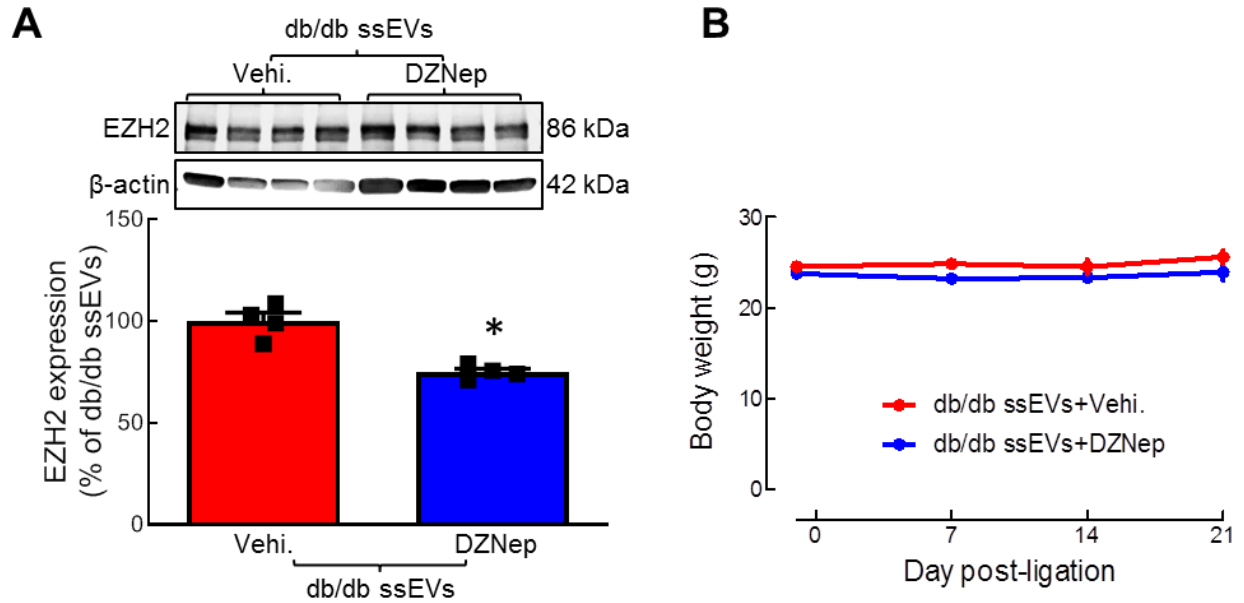 A
db/db ssEVs
Vehi. DZNep
EZH2 86 kDa
β-actin 42 kDa
150
100
50
0
EZH2 expression
(% of db/db ssEVs)
*
Vehi. DZNep
db/db ssEVs
B
30
20
10
0
Body weight (g)
db/db ssEVs+Vehi.
db/db ssEVs+DZNep
0 7 14 21
Day post-ligation